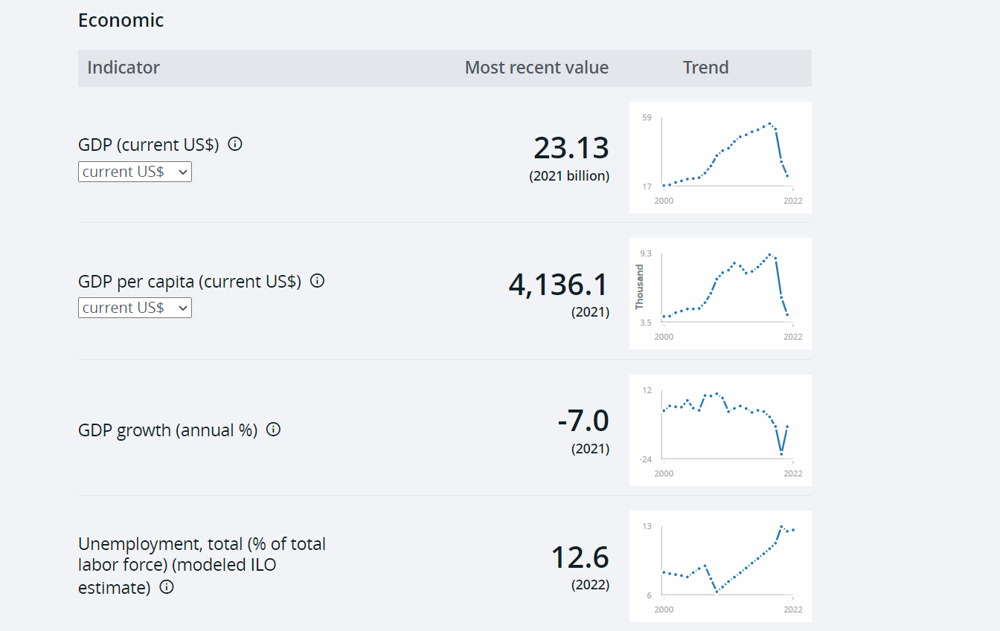 Economic
Indicator Most recent value Trend
GDP (current US$)
current US$
23.13
(2021 billion)
59
17
2000 2022
GDP per capita (current US$)
current US$
4,136.1
(2021)
9.3
Thousand
3.5
2000 2022
GDP growth (annual %)
-7.0
(2021)
12
-24
2000 2022
Unemployment, total (% of total
labor force) (modeled ILO
estimate)
12.6
(2022)
13
6
2000 2022